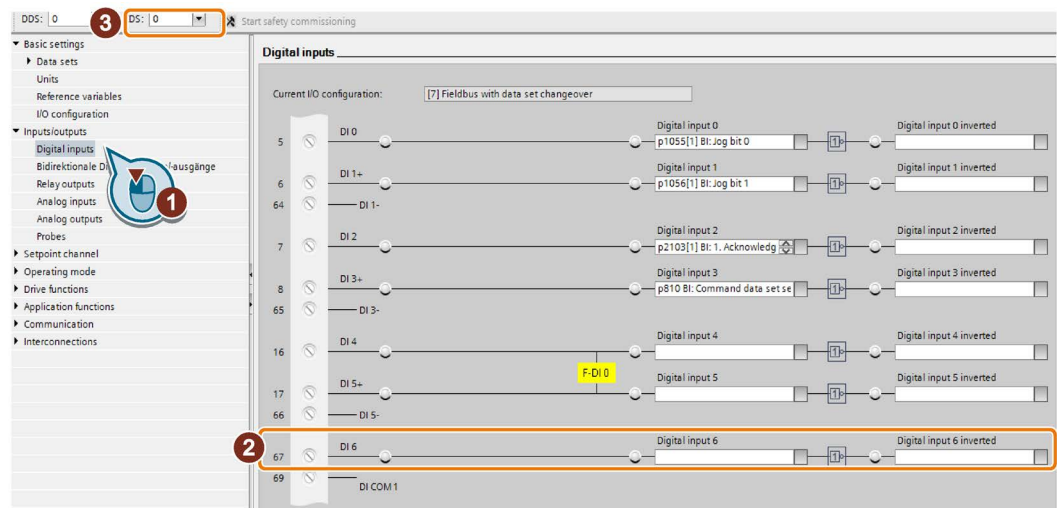 DDS: 0 3 DS: 0 Start safety commissioning
Basic settings
Data sets
Units
Reference variables
I/O configuration
Inputs/outputs
Digital inputs
Bidirektionale D l-ausgänge
Relay outputs
Analog inputs
Analog outputs
Probes
Setpoint channel
Operating mode
Drive functions
Application functions
Communication
Interconnections
1
Digital inputs
Current I/O configuration: [7] Fieldbus with data set changeover
Digital input 0 Digital input 0 inverted
5 DI 0 p1055[1] BI: Jog bit 0 1
Digital input 1 Digital input 1 inverted
6 DI 1+ p1056[1] BI: Jog bit 1 1
64 DI 1-
Digital input 2 Digital input 2 inverted
7 DI 2 p2103[1] BI: 1. Acknowledg 1
Digital input 3 Digital input 3 inverted
8 DI 3+ p810 BI: Command data set se 1
65 DI 3-
Digital input 4 Digital input 4 inverted
16 DI 4 1
F-DI 0
Digital input 5 Digital input 5 inverted
17 DI 5+ 1
66 DI 5-
2
Digital input 6 Digital input 6 inverted
67 DI 6 1
69 DI COM1